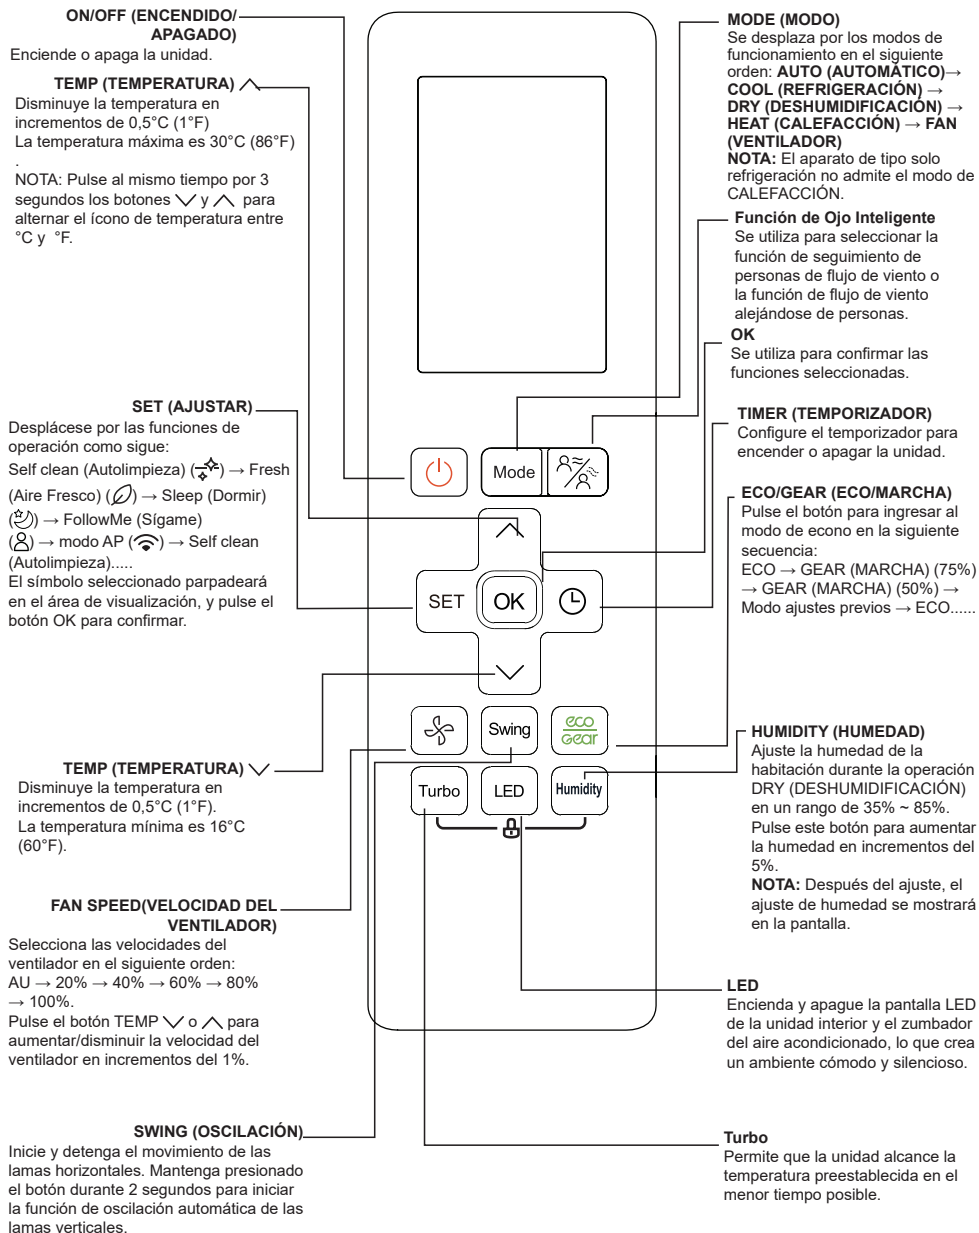 ON/OFF (ENCENDIDO/
APAGADO)
Enciende o apaga la unidad.
TEMP (TEMPERATURA)
Disminuye la temperatura en
incrementos de 0,5°C (1°F)
La temperatura máxima es 30°C (86°F)
.
NOTA: Pulse al mismo tiempo por 3
segundos los botones y para
alternar el ícono de temperatura entre
°C y °F.
SET (AJUSTAR)
Desplácese por las funciones de
operación como sigue:
Self clean (Autolimpieza) ( ) → Fresh
(Aire Fresco) ( ) → Sleep (Dormir)
( ) → FollowMe (Sígame)
( ) → modo AP ( ) → Self clean
(Autolimpieza).....
El símbolo seleccionado parpadeará
en el área de visualización, y pulse el
botón OK para confirmar.
TEMP (TEMPERATURA)
Disminuye la temperatura en
incrementos de 0,5°C (1°F).
La temperatura mínima es 16°C
(60°F).
FAN SPEED(VELOCIDAD DEL
VENTILADOR)
Selecciona las velocidades del
ventilador en el siguiente orden:
AU → 20% → 40% → 60% → 80%
→ 100%.
Pulse el botón TEMP o para
aumentar/disminuir la velocidad del
ventilador en incrementos del 1%.
SWING (OSCILACIÓN)
Inicie y detenga el movimiento de las
lamas horizontales. Mantenga presionado
el botón durante 2 segundos para iniciar
la función de oscilación automática de las
lamas verticales.
Mode
SET
OK
Swing
eco
Gear
Turbo
LED
Humidity
MODE (MODO)
Se desplaza por los modos de
funcionamiento en el siguiente
orden: AUTO (AUTOMÁTICO)→
COOL (REFRIGERACIÓN) →
DRY (DESHUMIDIFICACIÓN) →
HEAT (CALEFACCIÓN) → FAN
(VENTILADOR)
NOTA: El aparato de tipo solo
refrigeración no admite el modo de
CALEFACCIÓN.
Función de Ojo Inteligente
Se utiliza para seleccionar la
función de seguimiento de
personas de flujo de viento o
la función de flujo de viento
alejándose de personas.
OK
Se utiliza para confirmar las
funciones seleccionadas.
TIMER (TEMPORIZADOR)
Configure el temporizador para
encender o apagar la unidad.
ECO/GEAR (ECO/MARCHA)
Pulse el botón para ingresar al
modo de econo en la siguiente
secuencia:
ECO → GEAR (MARCHA) (75%)
→ GEAR (MARCHA) (50%) →
Modo ajustes previos → ECO......
HUMIDITY (HUMEDAD)
Ajuste la humedad de la
habitación durante la operación
DRY (DESHUMIDIFICACIÓN)
en un rango de 35% ~ 85%.
Pulse este botón para aumentar
la humedad en incrementos del
5%.
NOTA: Después del ajuste, el
ajuste de humedad se mostrará
en la pantalla.
LED
Encienda y apague la pantalla LED
de la unidad interior y el zumbador
del aire acondicionado, lo que crea
un ambiente cómodo y silencioso.
Turbo
Permite que la unidad alcance la
temperatura preestablecida en el
menor tiempo posible.